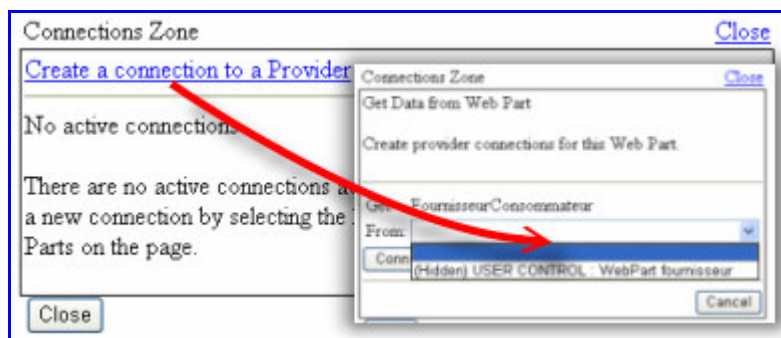 Connections Zone Close
Create a connection to a Provider
No active connections
There are no active connections
a new connection by selecting the
Parts on the page.
Close
Connections Zone Close
Get Data from Web Part
Create provider connections for this Web Part.
FournisseurConsommateur
From:
(Hidden) USER CONTROL : WebPart fournisseur
Cancel